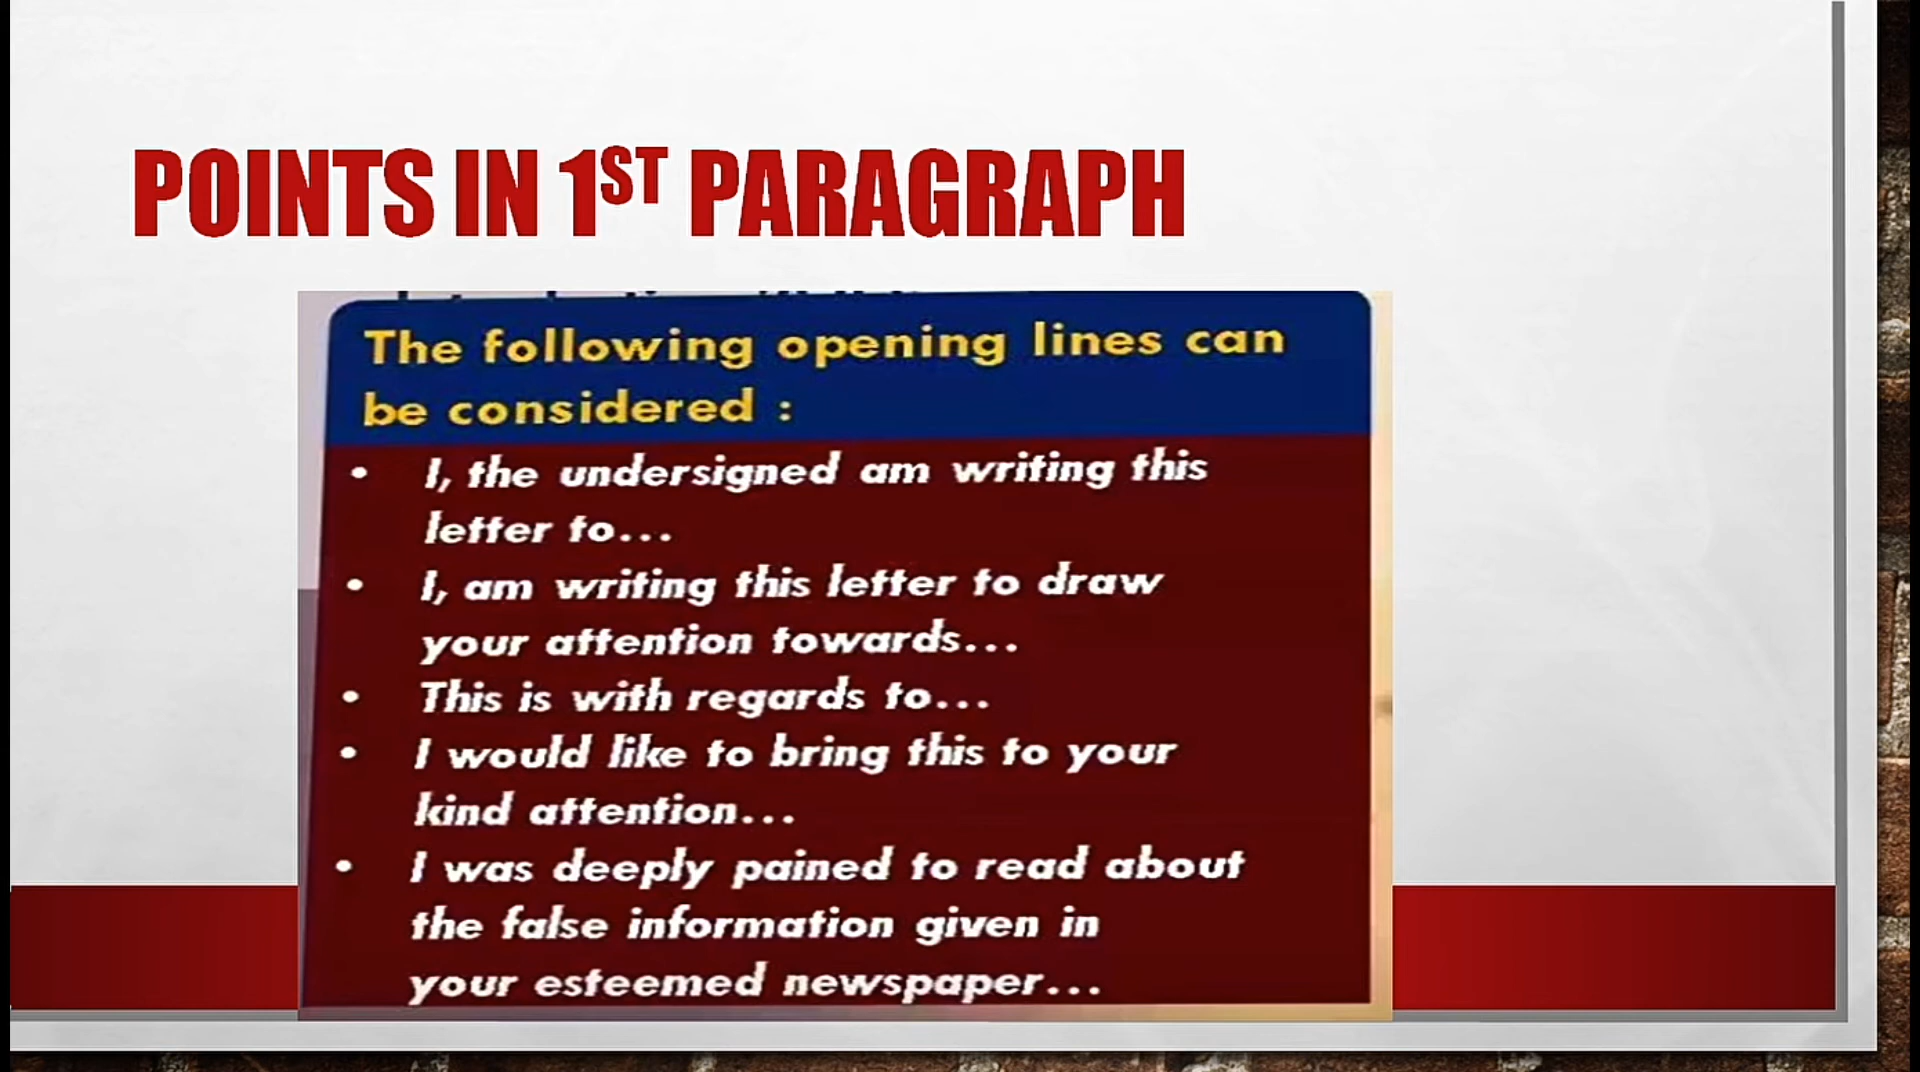 POINTS IN 1ST PARAGRAPH
The following opening lines can
be considered :
• I, the undersigned am writing this
letter to...
• I, am writing this letter to draw
your attention towards...
• This is with regards to...
• I would like to bring this to your
kind attention...
• I was deeply pained to read about
the false information given in
your esteemed newspaper...